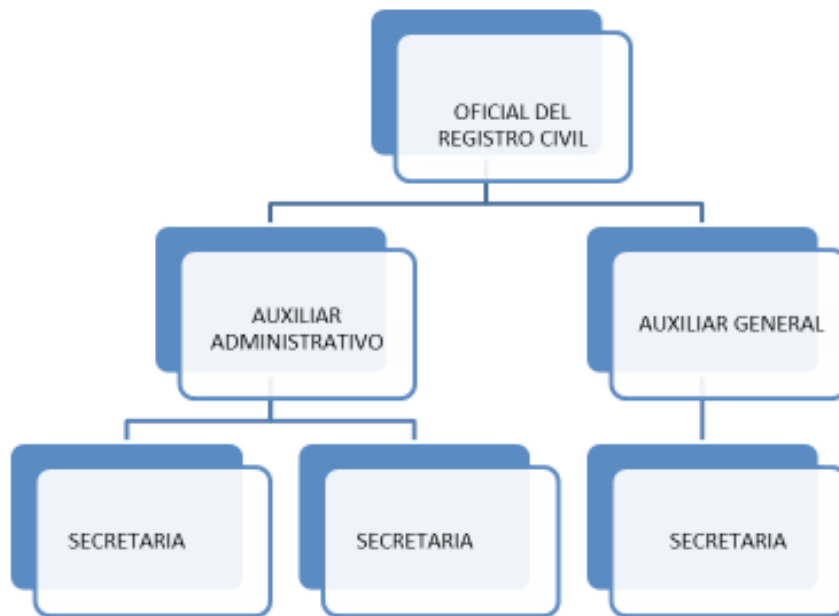 OFICIAL DEL
REGISTRO CIVIL
AUXILIAR
ADMINISTRATIVO
AUXILIAR GENERAL
SECRETARIA
SECRETARIA
SECRETARIA